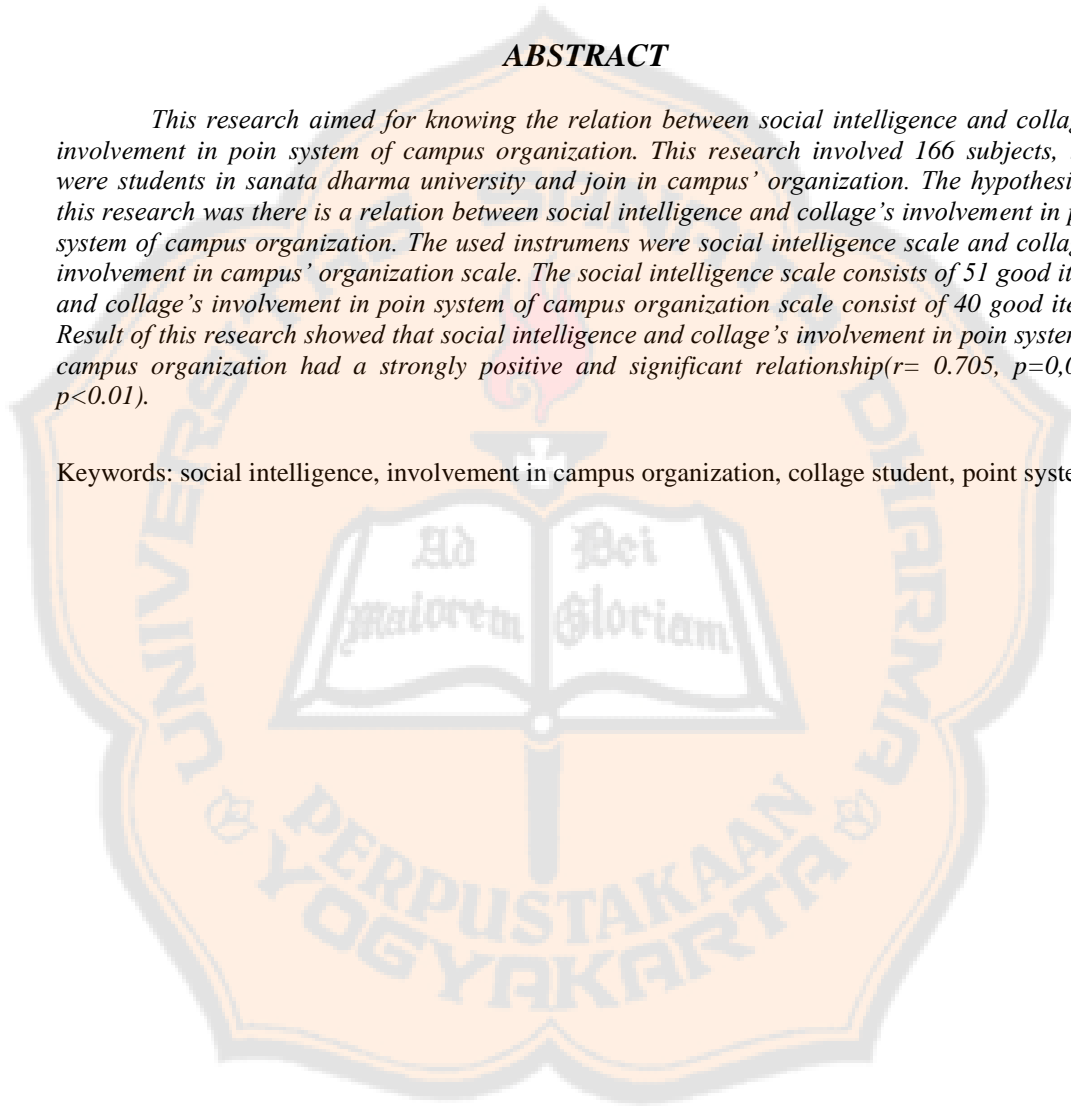 ABSTRACT
This research aimed for knowing the relation between social intelligence and collag
involvement in poin system of campus organization. This research involved 166 subjects,
were students in sanata dharma university and join in campus’ organization. The hypothesi
this research was there is a relation between social intelligence and collage’s involvement in p
system of campus organization. The used instrumens were social intelligence scale and collag
involvement in campus’ organization scale. The social intelligence scale consists of 51 good it
and collage’s involvement in poin system of campus organization scale consist of 40 good ite
Result of this research showed that social intelligence and collage’s involvement in poin system
campus organization had a strongly positive and significant relationship(r= 0.705, p=0,0
p<0.01).
Keywords: social intelligence, involvement in campus organization, collage student, point syste
UNIVERSITAS SANATA DHARMA
Ad Dei
Maiorem Gloriam
PERPUSTAKAAN
YOGYAKARTA